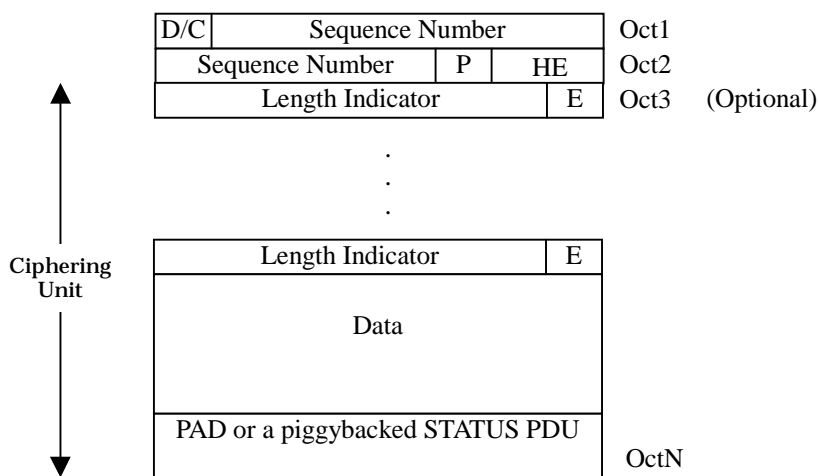 D/C Sequence Number Oct1
Sequence Number P HE Oct2
Length Indicator E Oct3 (Optional)
.
.
.
Length Indicator E
Ciphering
Unit
Data
PAD or a piggybacked STATUS PDU
OctN